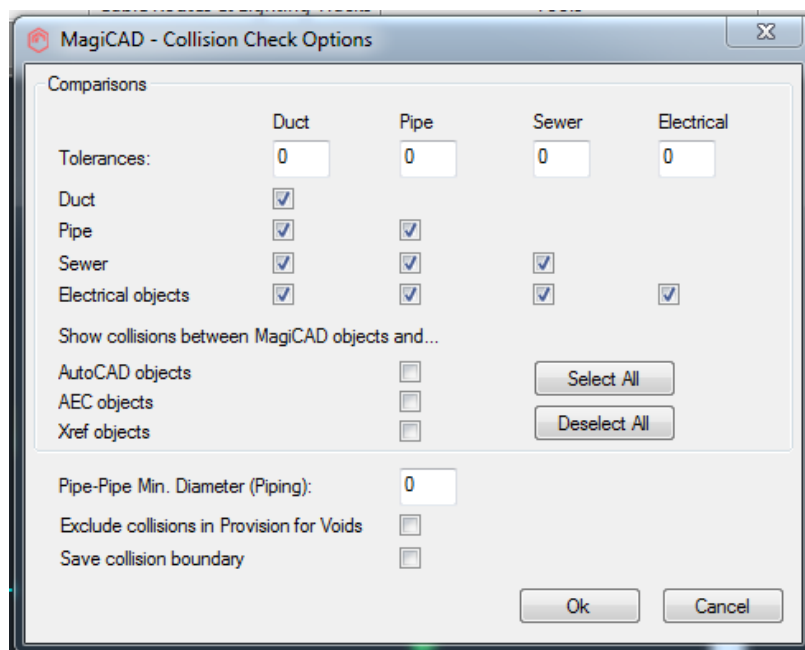 MagiCAD - Collision Check Options
Comparisons
Duct Pipe Sewer Electrical
Tolerances: 0 0 0 0
Duct
Pipe
Sewer
Electrical objects
Show collisions between MagiCAD objects and...
AutoCAD objects
Select All
AEC objects
Deselect All
Xref objects
Pipe-Pipe Min. Diameter (Piping): 0
Exclude collisions in Provision for Voids
Save collision boundary
Ok Cancel